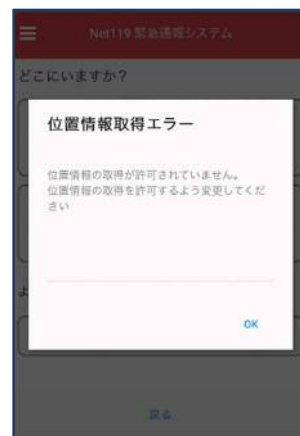 Net119 緊急通報システム
どこにいますか？
位置情報取得エラー
位置情報の取得が許可されていません。
位置情報の取得を許可するよう変更してくだ
さい
よ
OK
戻る